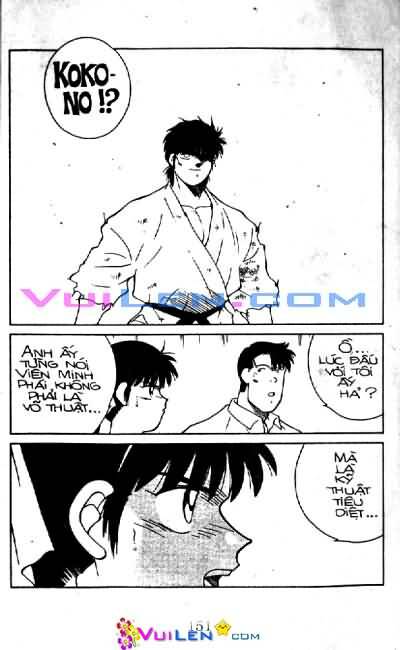 KOKO-
NO !?
VuiLen.com
Ồ...
LÚC ĐẦU
VỚI TÔI
ẤY
HẢ ?
ANH ẤY
TỪNG NÓI
VIÊN MINH
PHÁI KHÔNG
PHẢI LÀ
VÕ THUẬT...
MÀ
LÀ
KỸ
THUẬT
TIÊU
DIỆT...
151
VuiLen.com